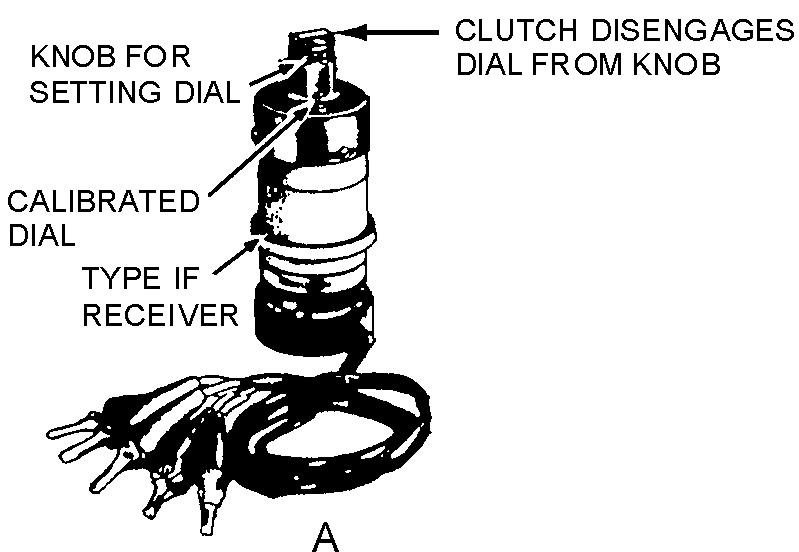 KNOB FOR
SETTING DIAL
CLUTCH DISENGAGES
DIAL FROM KNOB
CALIBRATED
DIAL
TYPE IF
RECEIVER
A